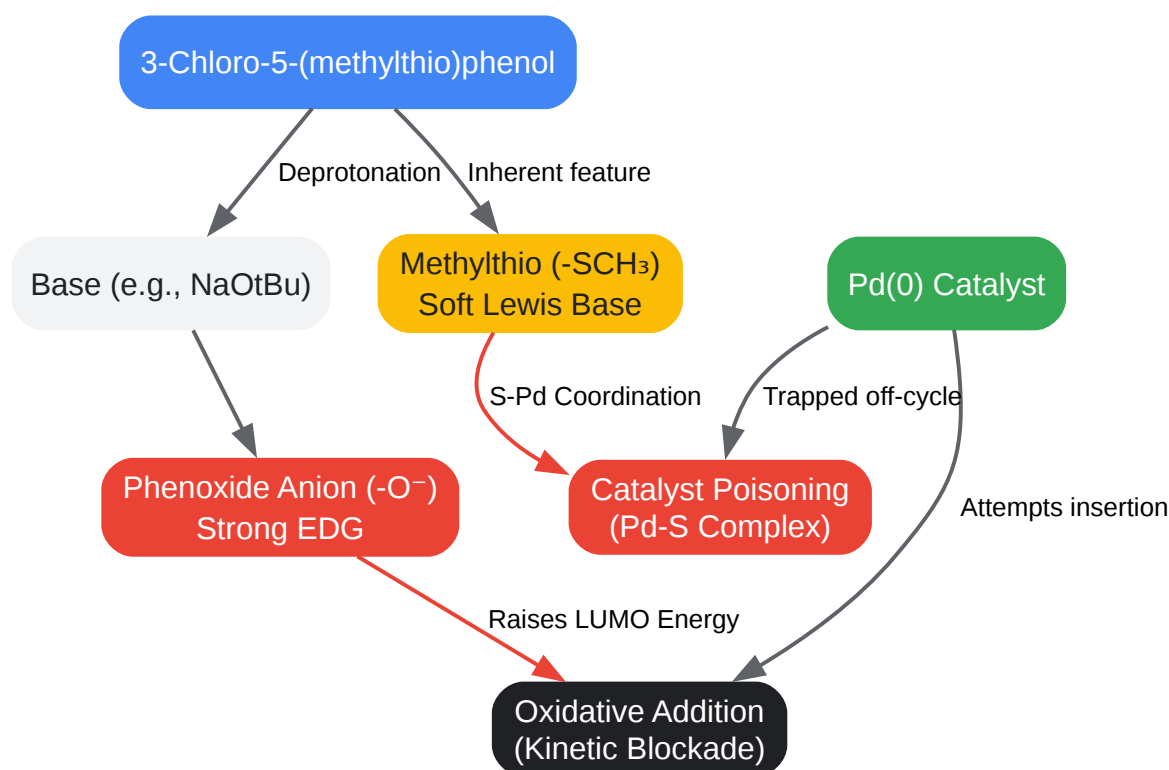 3-Chloro-5-(methylthio)phenol
Deprotonation
Inherent feature
Base (e.g., NaOtBu)
Methylthio (-SCH₃)
Soft Lewis Base
Pd(0) Catalyst
S-Pd Coordination
Trapped off-cycle
Phenoxide Anion (-O⁻)
Strong EDG
Catalyst Poisoning
(Pd-S Complex)
Attempts insertion
Raises LUMO Energy
Oxidative Addition
(Kinetic Blockade)